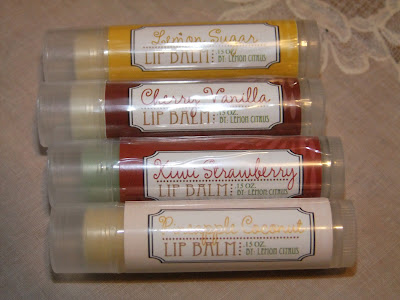 Lemon Sugar
LIP BALM .15 OZ. BY: LEMON CITRUS
Cherry Vanilla
LIP BALM .15 OZ. BY: LEMON CITRUS
Kiwi Strawberry
LIP BALM .15 OZ. BY: LEMON CITRUS
Pineapple Coconut
LIP BALM .15 OZ. BY: LEMON CITRUS